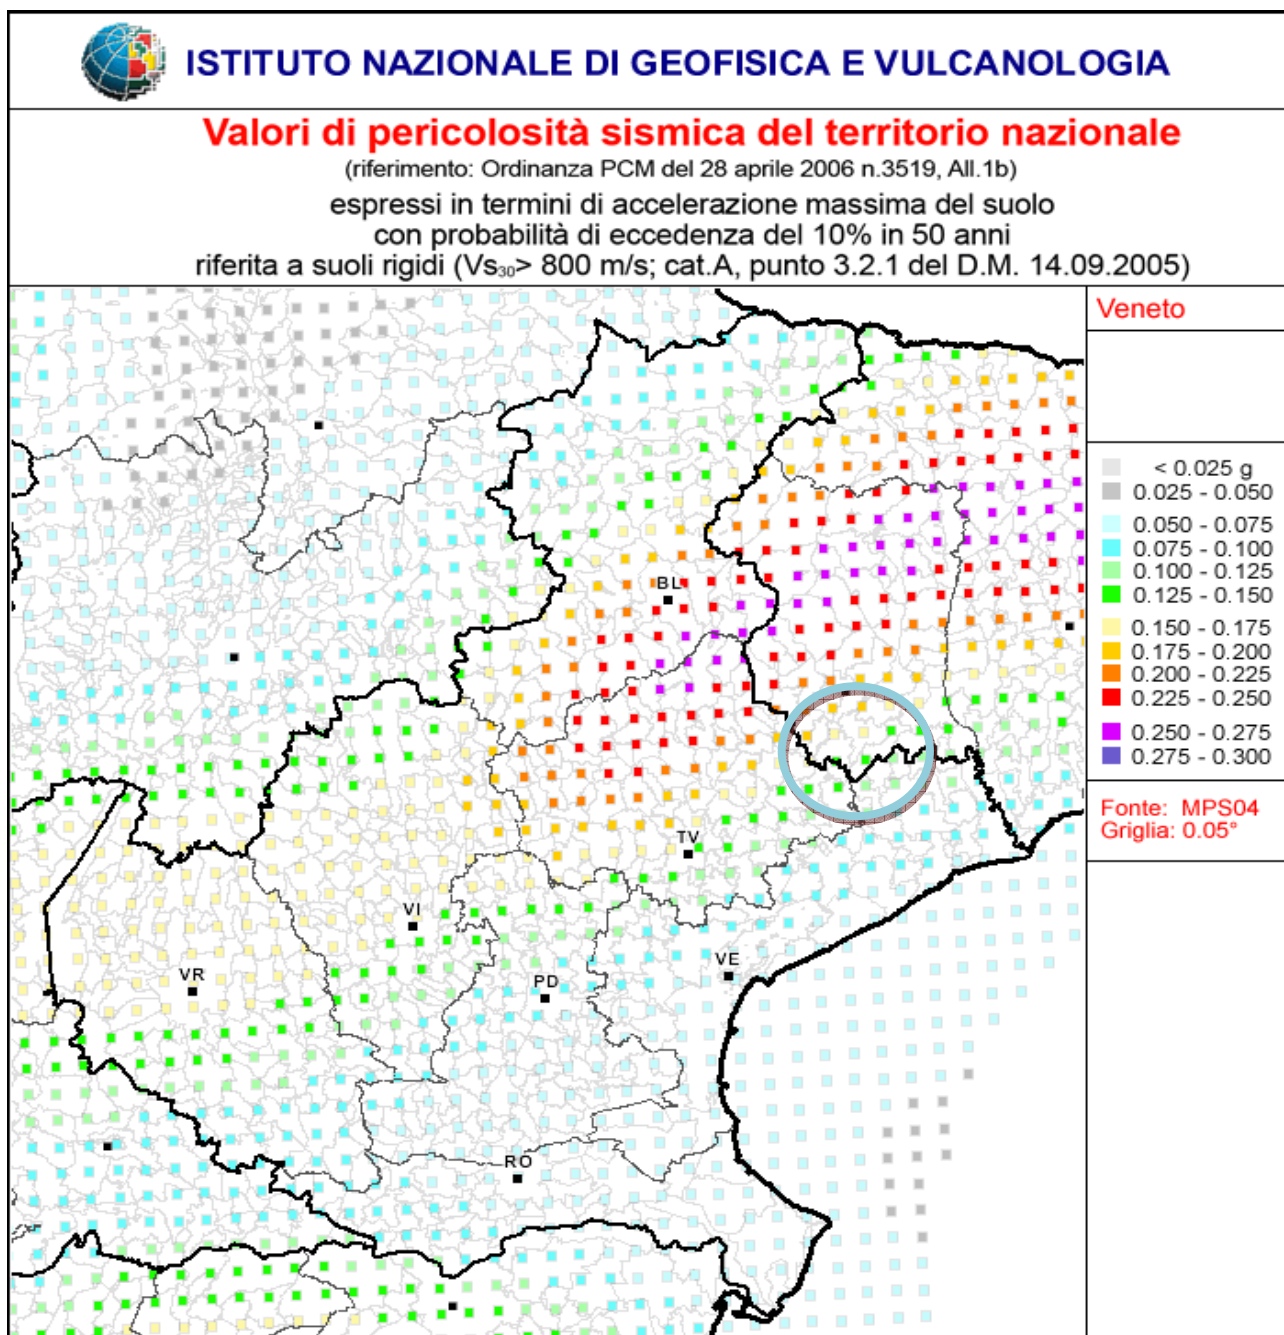 ISTITUTO NAZIONALE DI GEOFISICA E VULCANOLOGIA
Valori di pericolosità sismica del territorio nazionale
(riferimento: Ordinanza PCM del 28 aprile 2006 n.3519, All.1b)
espressi in termini di accelerazione massima del suolo
con probabilità di eccedenza del 10% in 50 anni
riferita a suoli rigidi (Vs₃₀> 800 m/s; cat.A, punto 3.2.1 del D.M. 14.09.2005)
Veneto
< 0.025 g
0.025 - 0.050
0.050 - 0.075
0.075 - 0.100
0.100 - 0.125
0.125 - 0.150
0.150 - 0.175
0.175 - 0.200
0.200 - 0.225
0.225 - 0.250
0.250 - 0.275
0.275 - 0.300
Fonte: MPS04
Griglia: 0.05°
BL
TV
VI
VR
PD
VE
RO